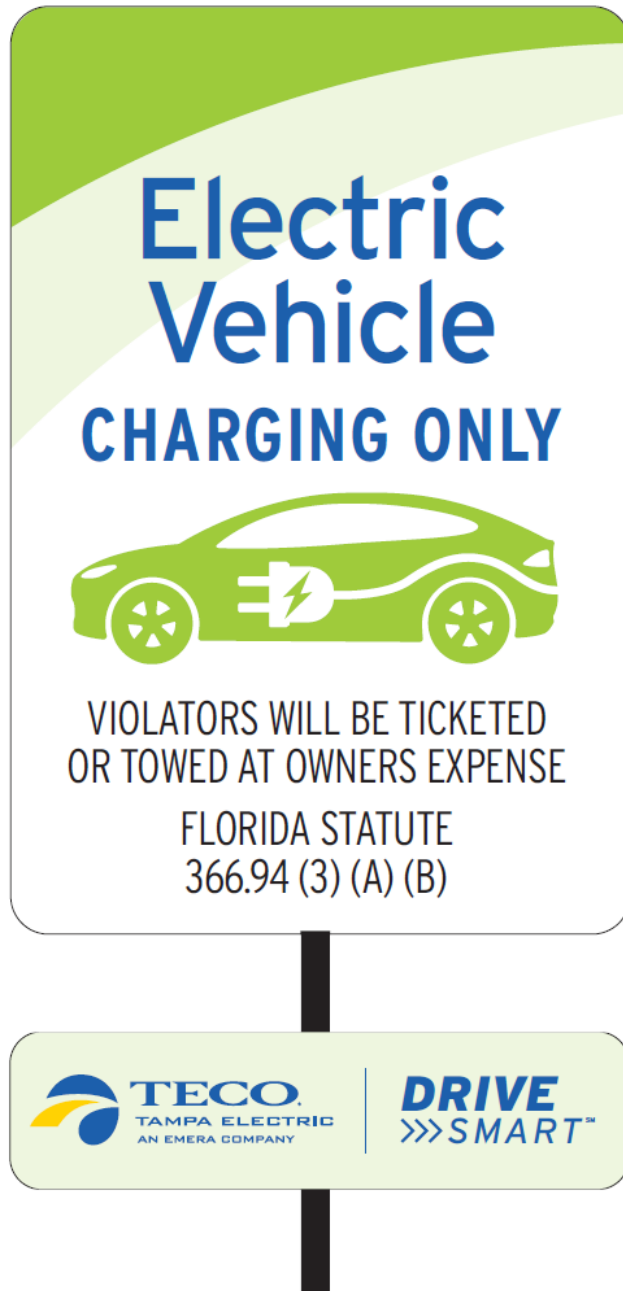 Electric
Vehicle
CHARGING ONLY
VIOLATORS WILL BE TICKETED
OR TOWED AT OWNERS EXPENSE
FLORIDA STATUTE
366.94 (3) (A) (B)
TECO.
TAMPA ELECTRIC
AN EMERA COMPANY
DRIVE
>>>SMART℠